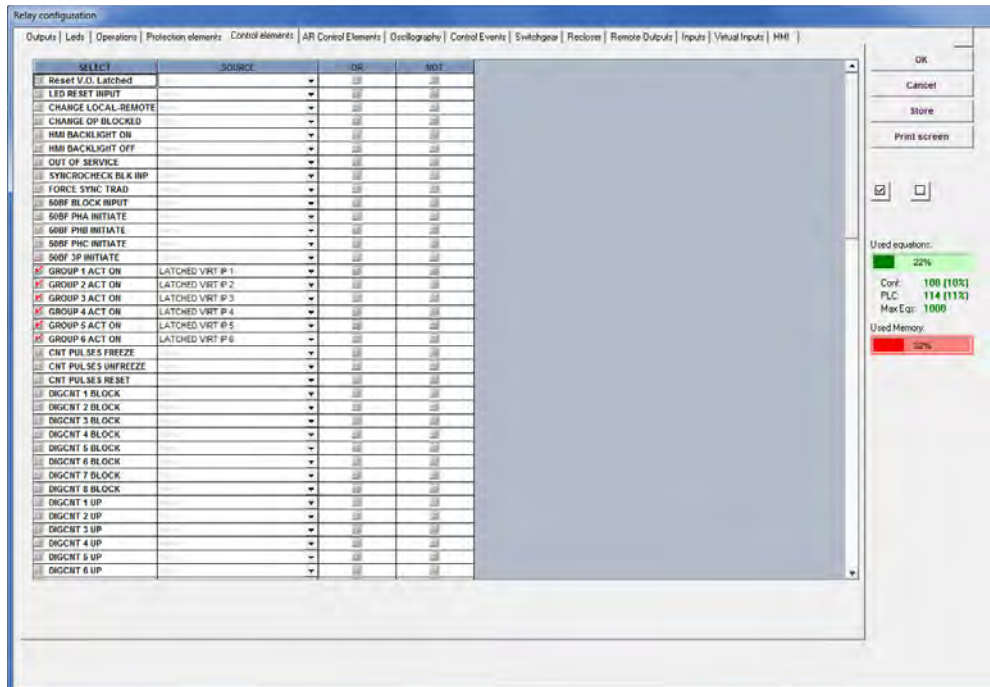 Relay configuration
Outputs | Leds | Operations | Protection elements | Control elements | AR Control Elements | Oscillography | Control Events | Switchgear | Recloser | Remote Outputs | Inputs | Virtual Inputs | HMI |
SELECT SOURCE OR NOT
Reset V.O. Latched
LED RESET INPUT
CHANGE LOCAL-REMOTE
CHANGE OP BLOCKED
HMI BACKLIGHT ON
HMI BACKLIGHT OFF
OUT OF SERVICE
SYNCROCHECK BLK INP
FORCE SYNC TRAD
50BF BLOCK INPUT
50BF PHA INITIATE
50BF PHB INITIATE
50BF PHC INITIATE
50BF 3P INITIATE
GROUP 1 ACT ON LATCHED VIRT IP 1
GROUP 2 ACT ON LATCHED VIRT IP 2
GROUP 3 ACT ON LATCHED VIRT IP 3
GROUP 4 ACT ON LATCHED VIRT IP 4
GROUP 5 ACT ON LATCHED VIRT IP 5
GROUP 6 ACT ON LATCHED VIRT IP 6
CNT PULSES FREEZE
CNT PULSES UNFREEZE
CNT PULSES RESET
DIGCNT 1 BLOCK
DIGCNT 2 BLOCK
DIGCNT 3 BLOCK
DIGCNT 4 BLOCK
DIGCNT 5 BLOCK
DIGCNT 6 BLOCK
DIGCNT 7 BLOCK
DIGCNT 8 BLOCK
DIGCNT 1 UP
DIGCNT 2 UP
DIGCNT 3 UP
DIGCNT 4 UP
DIGCNT 5 UP
DIGCNT 6 UP
OK
Cancel
Store
Print screen
Used equations:
22%
Conf: 108 (10%)
PLC: 114 (11%)
Max Eqs: 1000
Used Memory:
32%